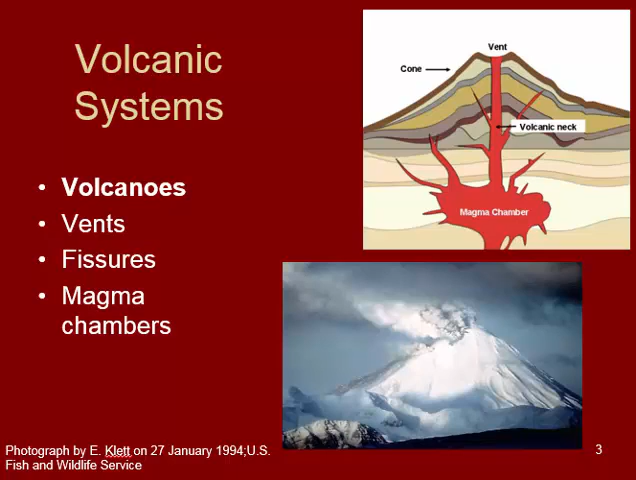 Volcanic
Systems
• Volcanoes
• Vents
• Fissures
• Magma
chambers
Vent
Cone
Volcanic neck
Magma Chamber
Photograph by E. Klett on 27 January 1994;U.S.
Fish and Wildlife Service
3